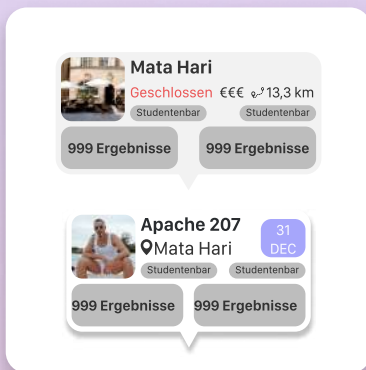 Mata Hari
Geschlossen €€€ 13,3 km
Studentenbar Studentenbar
999 Ergebnisse 999 Ergebnisse
Apache 207
Mata Hari
31
DEC
Studentenbar Studentenbar
999 Ergebnisse 999 Ergebnisse